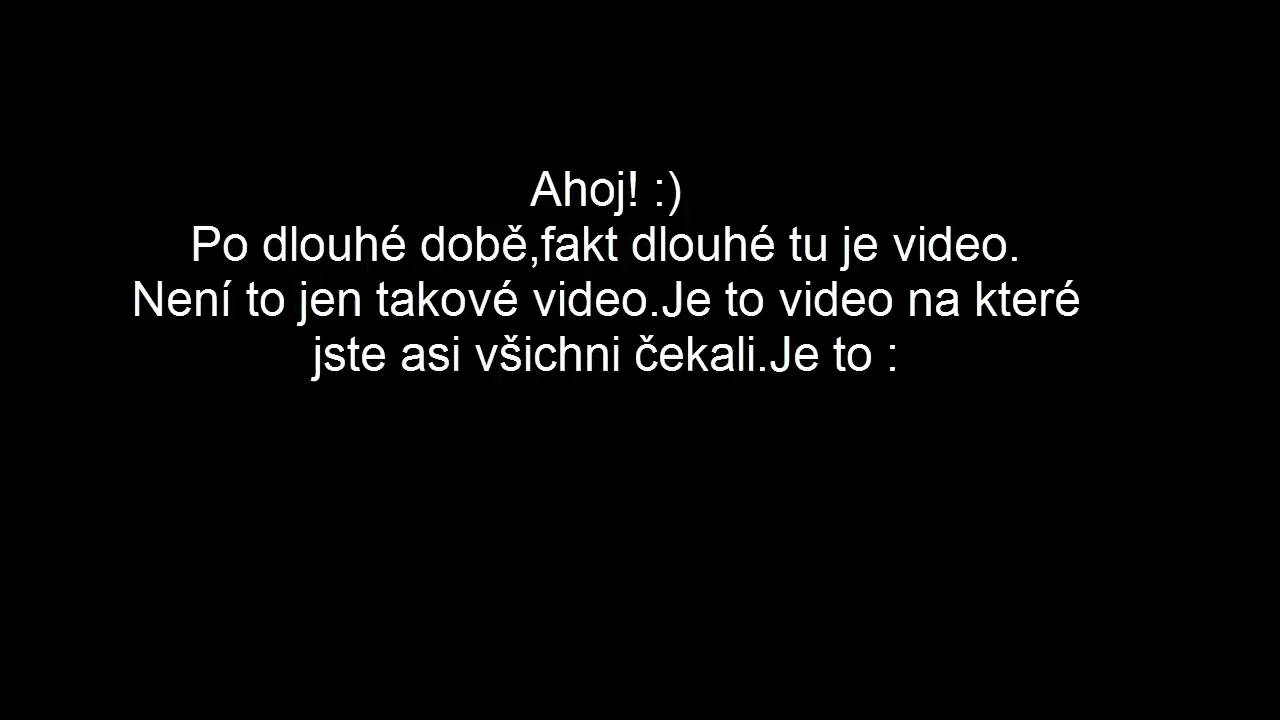 Ahoj! :)
Po dlouhé době,fakt dlouhé tu je video.
Není to jen takové video.Je to video na které
jste asi všichni čekali.Je to :